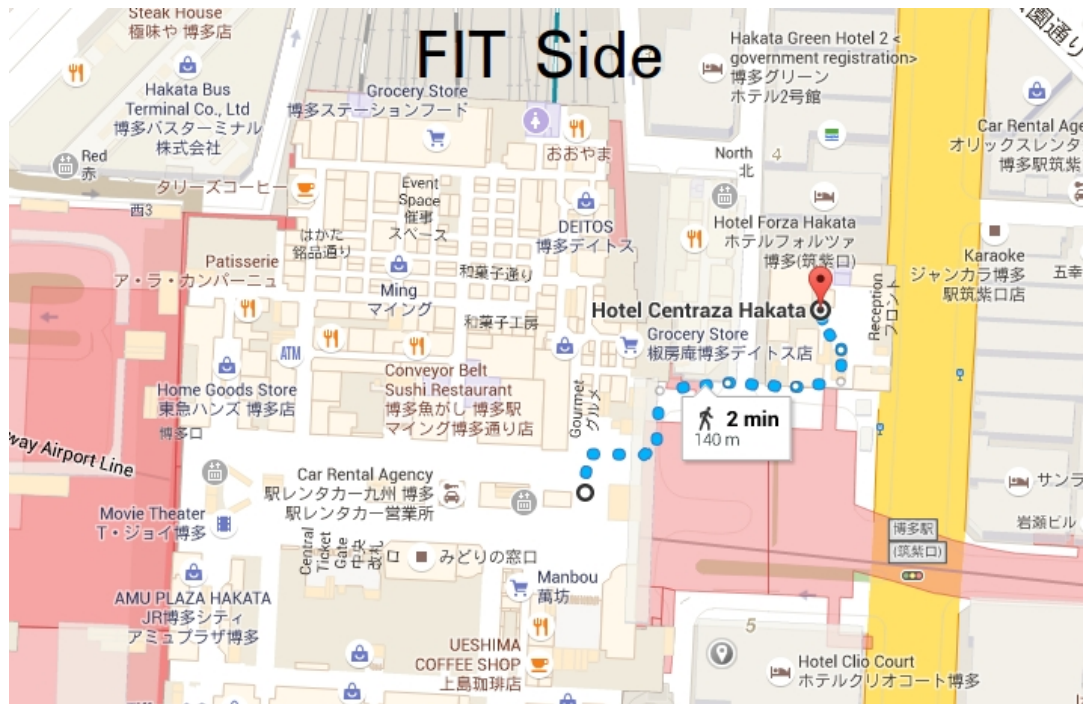 FIT Side
Steak House
極味や 博多店
Hakata Bus
Terminal Co., Ltd
博多バスターミナル
株式会社
Grocery Store
博多ステーションフード
Hakata Green Hotel 2 <
government registration>
博多グリーン
ホテル2号館
園通り
Car Rental Age
オリックスレンタ
博多駅筑紫
Red
赤
タリーズコーヒー
西3
おおやま
North
北
4
Event
Space
催事
スペース
DEITOS
博多デイトス
はかた
銘品通り
Hotel Forza Hakata
ホテルフォルツァ
博多(筑紫口)
Karaoke
ジャンカラ博多
駅筑紫口店
五幸
Patisserie
ア・ラ・カンパーニュ
和菓子通り
Ming
マイング
Hotel Centraza Hakata
Reception
フロント
和菓子工房
Grocery Store
椒房庵博多デイトス店
ATM
Home Goods Store
東急ハンズ 博多店
Conveyor Belt
Sushi Restaurant
博多魚がし 博多駅
マイング博多通り店
Gourmet
グルメ
2 min
140 m
博多口
way Airport Line
Car Rental Agency
駅レンタカー九州 博多
駅レンタカー営業所
サンラ
Movie Theater
T・ジョイ博多
岩瀬ビル
博多駅
(筑紫口)
Central
Ticket
Gate
中央
改札
口
みどりの窓口
Manbou
萬坊
AMU PLAZA HAKATA
JR博多シティ
アミュプラザ博多
5
UESHIMA
COFFEE SHOP
上島珈琲店
Hotel Clio Court
ホテルクリオコート博多